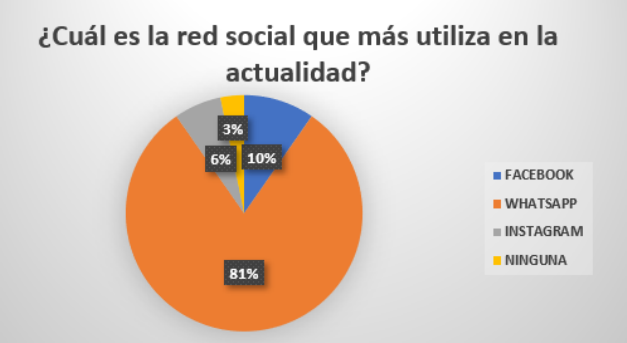 ¿Cuál es la red social que más utiliza en la
actualidad?
3%
6%
10%
81%
FACEBOOK
WHATSAPP
INSTAGRAM
NINGUNA